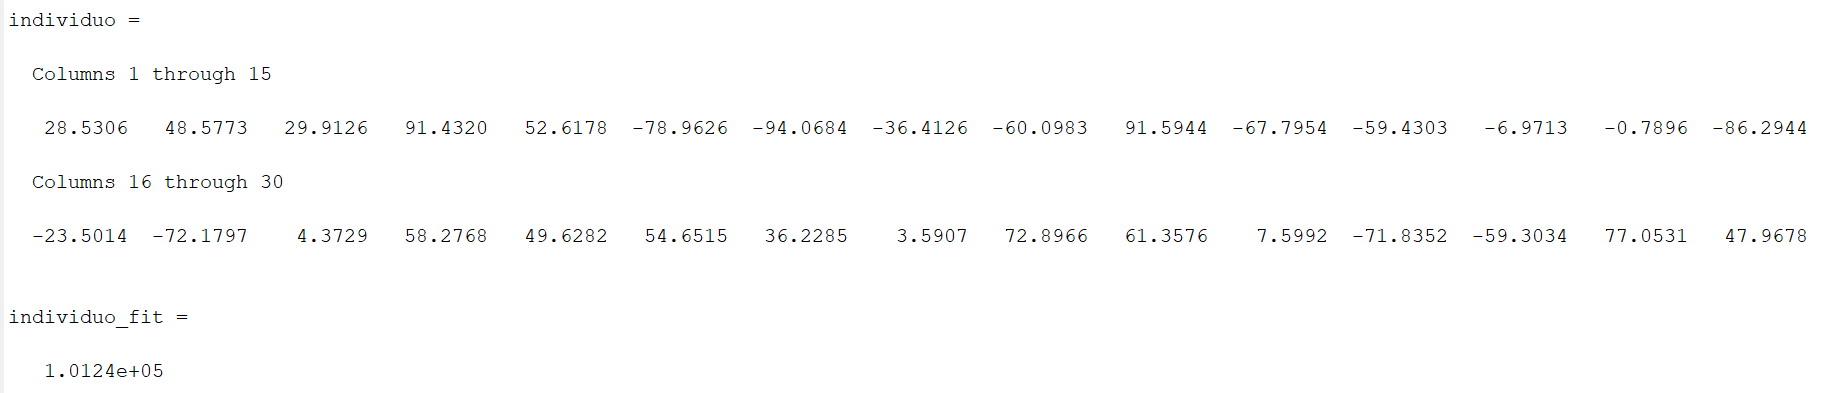 individuo =
Columns 1 through 15
28.5306 48.5773 29.9126 91.4320 52.6178 -78.9626 -94.0684 -36.4126 -60.0983 91.5944 -67.7954 -59.4303 -6.9713 -0.7896 -86.2944
Columns 16 through 30
-23.5014 -72.1797 4.3729 58.2768 49.6282 54.6515 36.2285 3.5907 72.8966 61.3576 7.5992 -71.8352 -59.3034 77.0531 47.9678
individuo_fit =
1.0124e+05